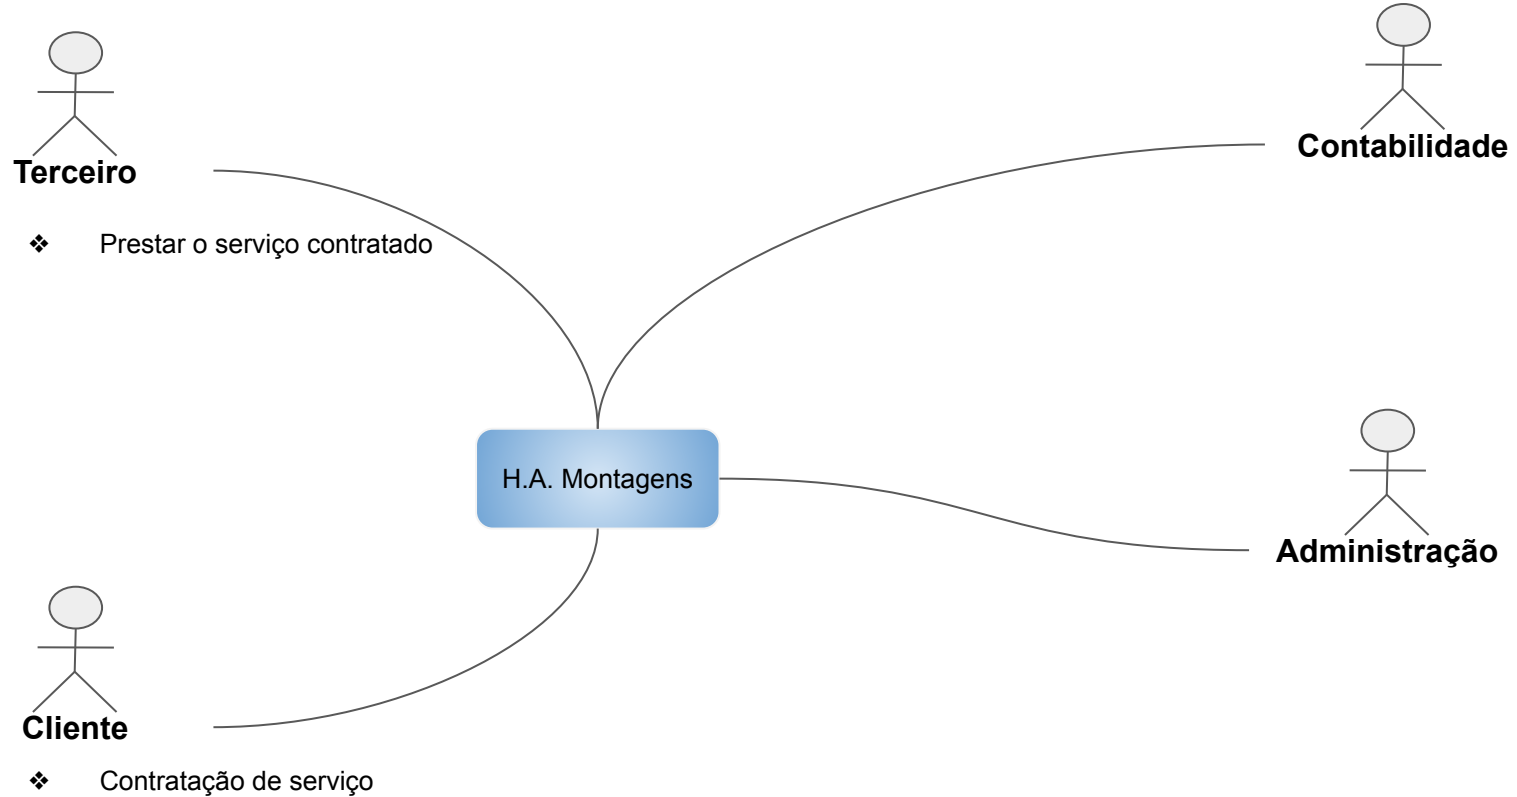 Contabilidade
Terceiro
❖ Prestar o serviço contratado
H.A. Montagens
Administração
Cliente
❖ Contratação de serviço